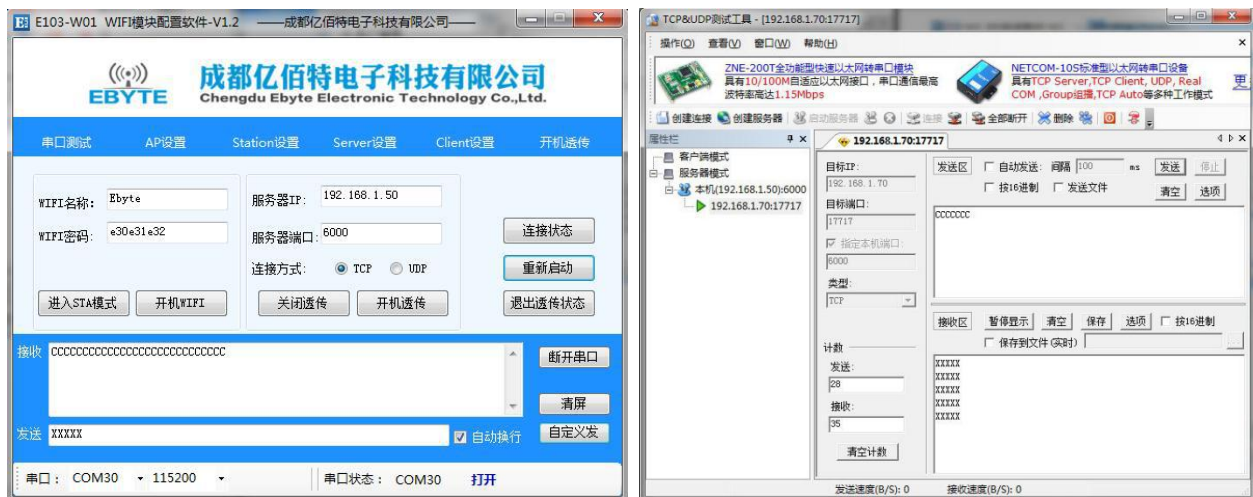 E103-W01 WIFI模块配置软件-V1.2 ——成都亿佰特电子科技有限公司——
EBYTE
成都亿佰特电子科技有限公司
Chengdu Ebyte Electronic Technology Co.,Ltd.
串口测试 AP设置 Station设置 Server设置 Client设置 开机透传
WIFI名称: Ebyte
WIFI密码: e30e31e32
服务器IP: 192.168.1.50
服务器端口: 6000
连接方式: TCP UDP
连接状态
重新启动
进入STA模式 开机WIFI 关闭透传 开机透传 退出透传状态
接收 CCCCCCCCCCCCCCCCCCCCCCCCCCCC
断开串口
清屏
发送 XXXXX 自动换行 自定义发
串口: COM30 115200 串口状态: COM30 打开
TCP&UDP测试工具 - [192.168.1.70:17717]
操作(O) 查看(V) 窗口(W) 帮助(H)
ZNE-200T全功能型快速以太网转串口模块
具有10/100M自适应以太网接口，串口通信最高
波特率高达1.15Mbps
NETCOM-10S标准型以太网转串口设备
具有TCP Server,TCP Client, UDP, Real
COM ,Group组播,TCP Auto等多种工作模式
更
创建连接 创建服务器 启动服务器 连接 全部断开 删除
属性栏
客户端模式
服务器模式
本机(192.168.1.50):6000
192.168.1.70:17717
192.168.1.70:17717
目标IP:
192.168.1.70
目标端口:
17717
指定本机端口:
6000
类型:
TCP
计数
发送:
28
接收:
35
清空计数
发送区 自动发送: 间隔 100 ms 发送 停止
按16进制 发送文件 清空 选项
CCCCCCC
接收区 暂停显示 清空 保存 选项 按16进制
保存到文件(实时)
XXXXX
XXXXX
XXXXX
XXXXX
XXXXX
发送速度(B/S): 0 接收速度(B/S): 0